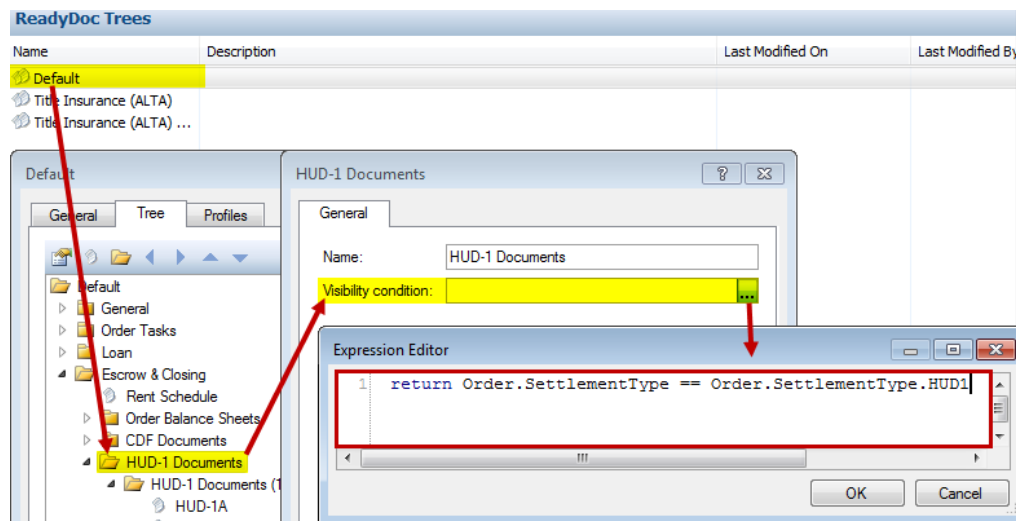 ReadyDoc Trees
Name Description Last Modified On Last Modified By
Default
Title Insurance (ALTA)
Title Insurance (ALTA) ...
Default
General Tree Profiles
Default
General
Order Tasks
Loan
Escrow & Closing
Rent Schedule
Order Balance Sheets
CDF Documents
HUD-1 Documents
HUD-1 Documents (1
HUD-1A
HUD-1 Documents
General
Name: HUD-1 Documents
Visibility condition: ...
Expression Editor
1 return Order.SettlementType == Order.SettlementType.HUD1
OK Cancel